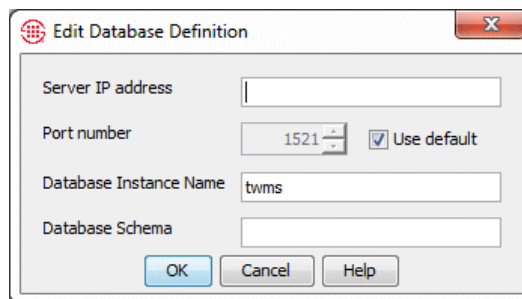 Edit Database Definition
Server IP address
Port number 1521 Use default
Database Instance Name twms
Database Schema
OK Cancel Help